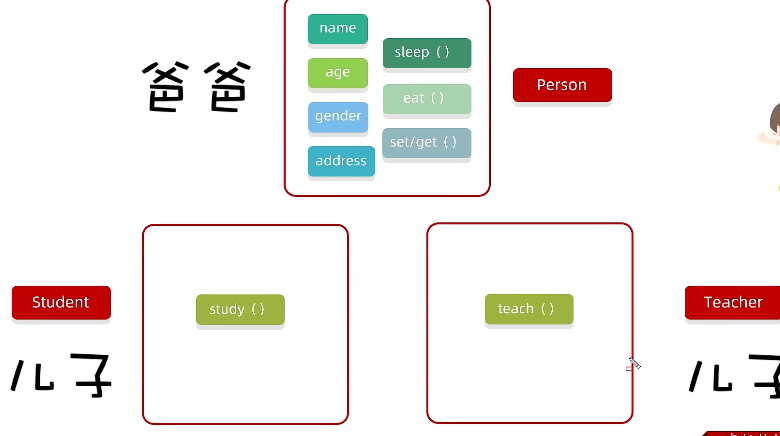 name
sleep ()
age
爸爸
Person
eat ()
gender
set/get ()
address
Student
study ()
teach ()
Teacher
儿子
儿子